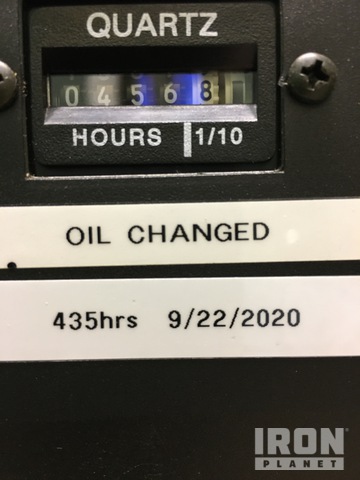 QUARTZ
04568
HOURS 1/10
OIL CHANGED
435hrs 9/22/2020
IRON
PLANET